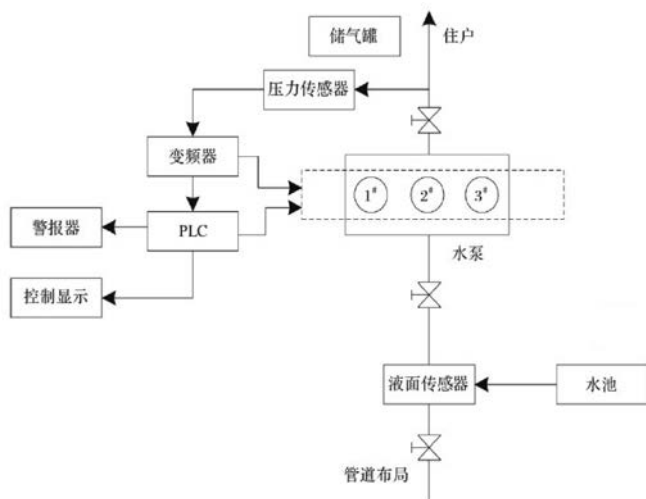 储气罐
住户
压力传感器
变频器
1# 2# 3#
警报器
PLC
水泵
控制显示
液面传感器
水池
管道布局